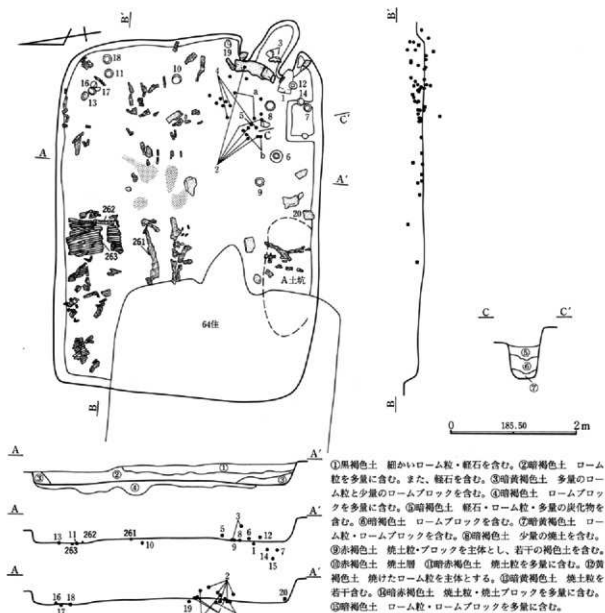 B'
18
11
16
17
13
10
19
3
1
12
14
7
a
5
8
C
C'
b
6
2
9
A
A'
20
262
263
261
A土坑
64住
B
B'
B
C
C'
⑤
⑥
⑦
0
185.50
2m
A
A'
①
②
③
④
A
A'
13
11
262
263
261
10
5
3
8
6
12
9
1
7
14
15
A
A'
16
18
17
19
2
20
①黒褐色土 細かいローム粒・軽石を含む。②暗褐色土 ローム
粒を多量に含む。また、軽石を含む。③暗黄褐色土 多量のロー
ム粒と少量のロームブロックを含む。④暗褐色土 ロームブロッ
クを多量に含む。⑤暗褐色土 軽石・ローム粒・多量の炭化物を
含む。⑥暗褐色土 ロームブロックを含む。⑦暗黄褐色土 ロー
ム粒・ロームブロックを含む。⑧暗褐色土 少量の焼土を含む。
⑨赤褐色土 焼土粒・ブロックを主体とし、若干の褐色土を含む。
⑩赤褐色土 焼土層 ⑪暗赤褐色土 焼土粒を多量に含む。⑫黄
褐色土 焼けたローム粒を主体とする。⑬暗黄褐色土 焼土粒を
若干含む。⑭暗赤褐色土 焼土粒・焼土ブロックを多量に含む。
⑮暗褐色土 ローム粒・ロームブロックを多量に含む。